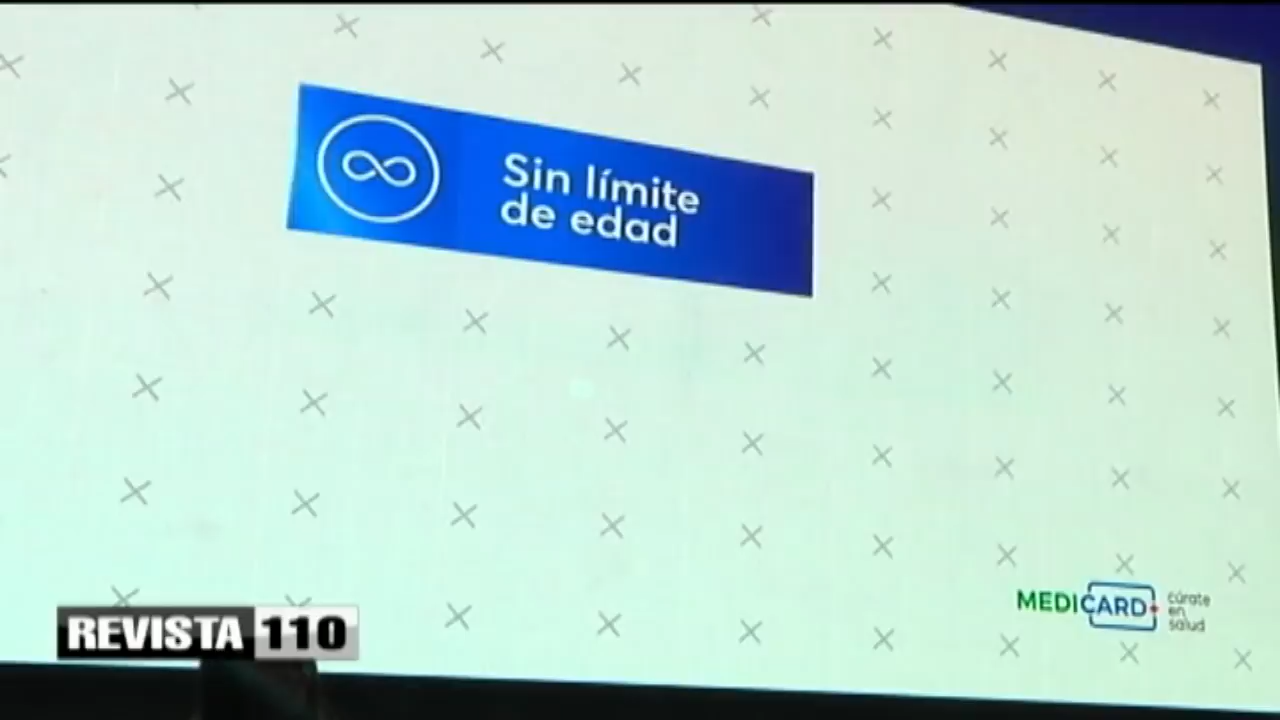 Sin límite
de edad
MEDICARD
cúrate
en
salud
REVISTA 110